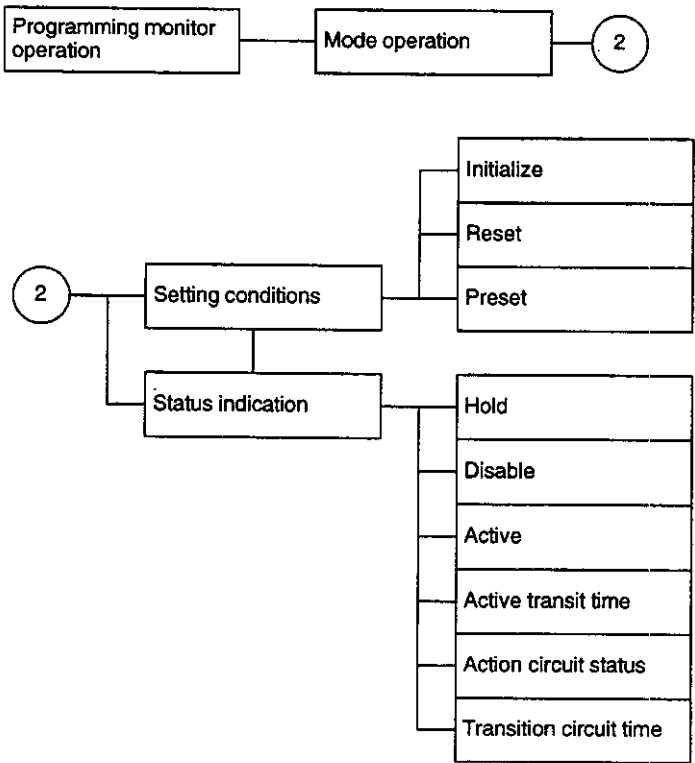 Programming monitor
operation
Mode operation
2
Initialize
Reset
2
Setting conditions
Preset
Status indication
Hold
Disable
Active
Active transit time
Action circuit status
Transition circuit time